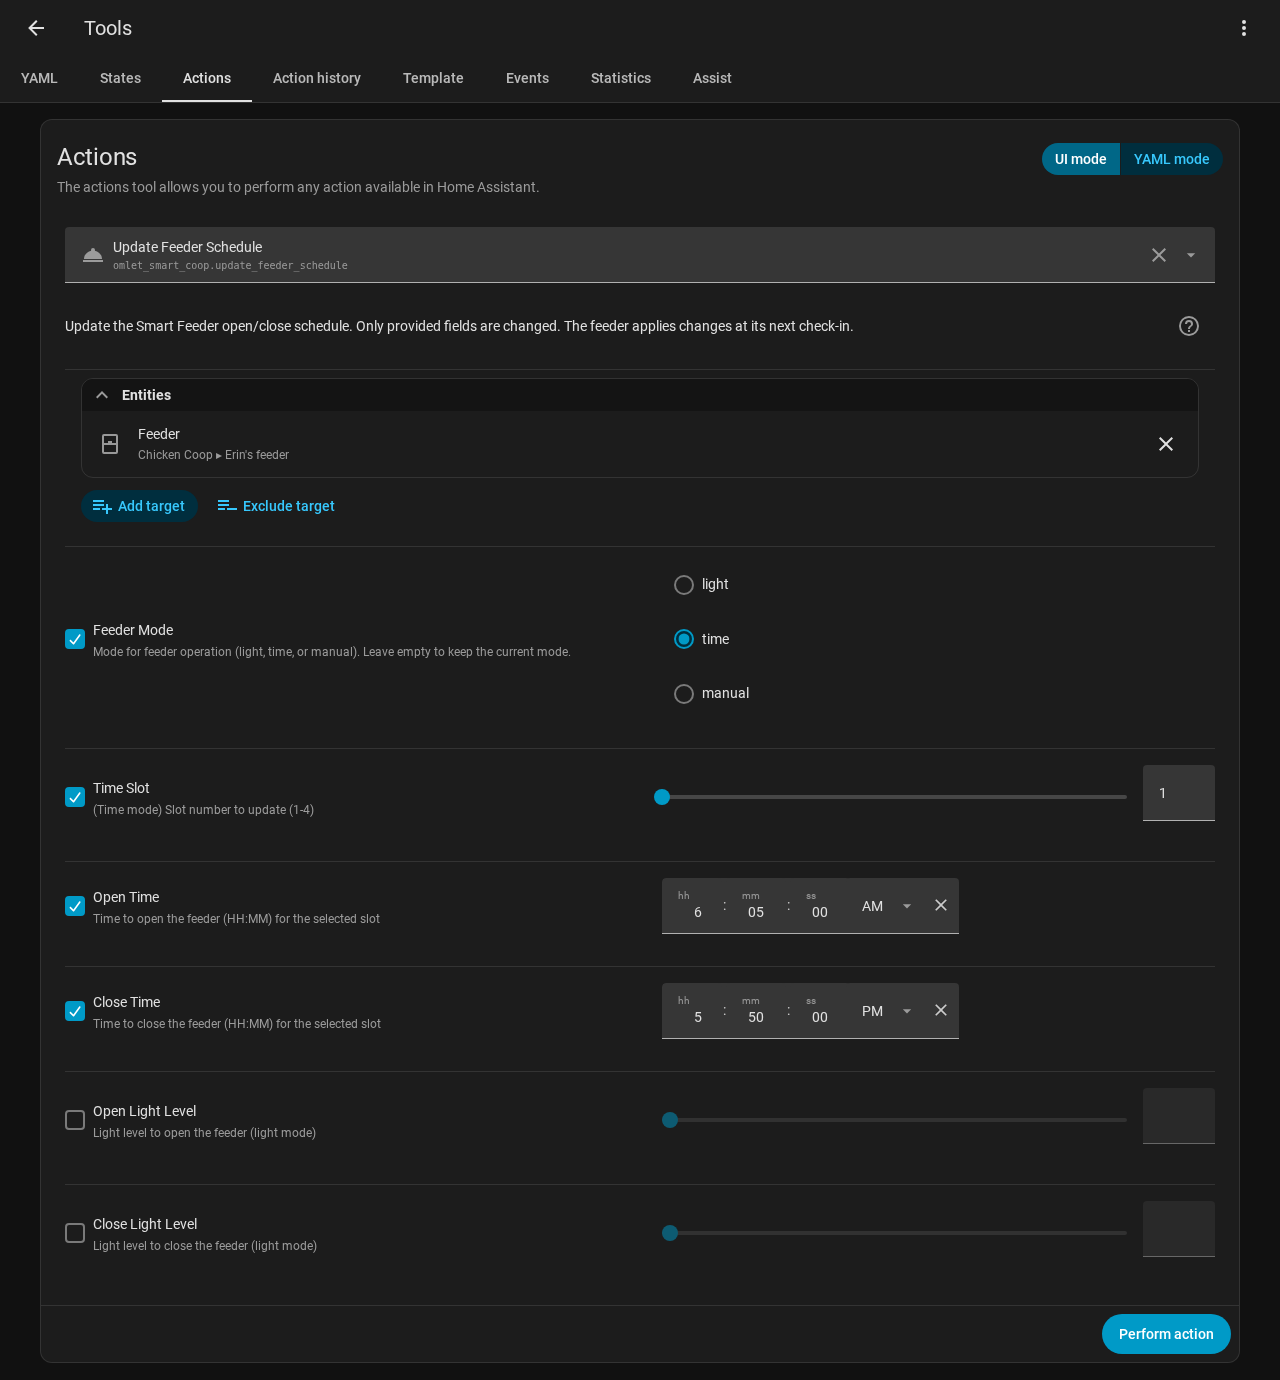 Tools
YAML States Actions Action history Template Events Statistics Assist
Actions
UI mode YAML mode
The actions tool allows you to perform any action available in Home Assistant.
Update Feeder Schedule
omlet_smart_coop.update_feeder_schedule
Update the Smart Feeder open/close schedule. Only provided fields are changed. The feeder applies changes at its next check-in.
Entities
Feeder
Chicken Coop ▸ Erin's feeder
Add target Exclude target
light
Feeder Mode
time
Mode for feeder operation (light, time, or manual). Leave empty to keep the current mode.
manual
Time Slot
1
(Time mode) Slot number to update (1-4)
Open Time
hh mm ss
6 : 05 : 00 AM
Time to open the feeder (HH:MM) for the selected slot
Close Time
hh mm ss
5 : 50 : 00 PM
Time to close the feeder (HH:MM) for the selected slot
Open Light Level
Light level to open the feeder (light mode)
Close Light Level
Light level to close the feeder (light mode)
Perform action